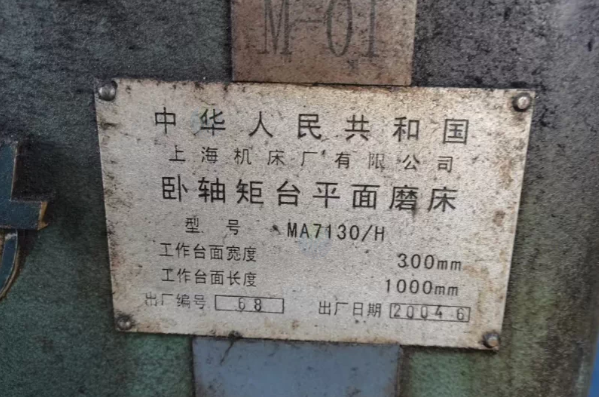 M-01
中华人民共和国
上海机床厂有限公司
卧轴矩台平面磨床
型号 MA7130/H
工作台面宽度 300mm
工作台面长度 1000mm
出厂编号 68 出厂日期 2004 6